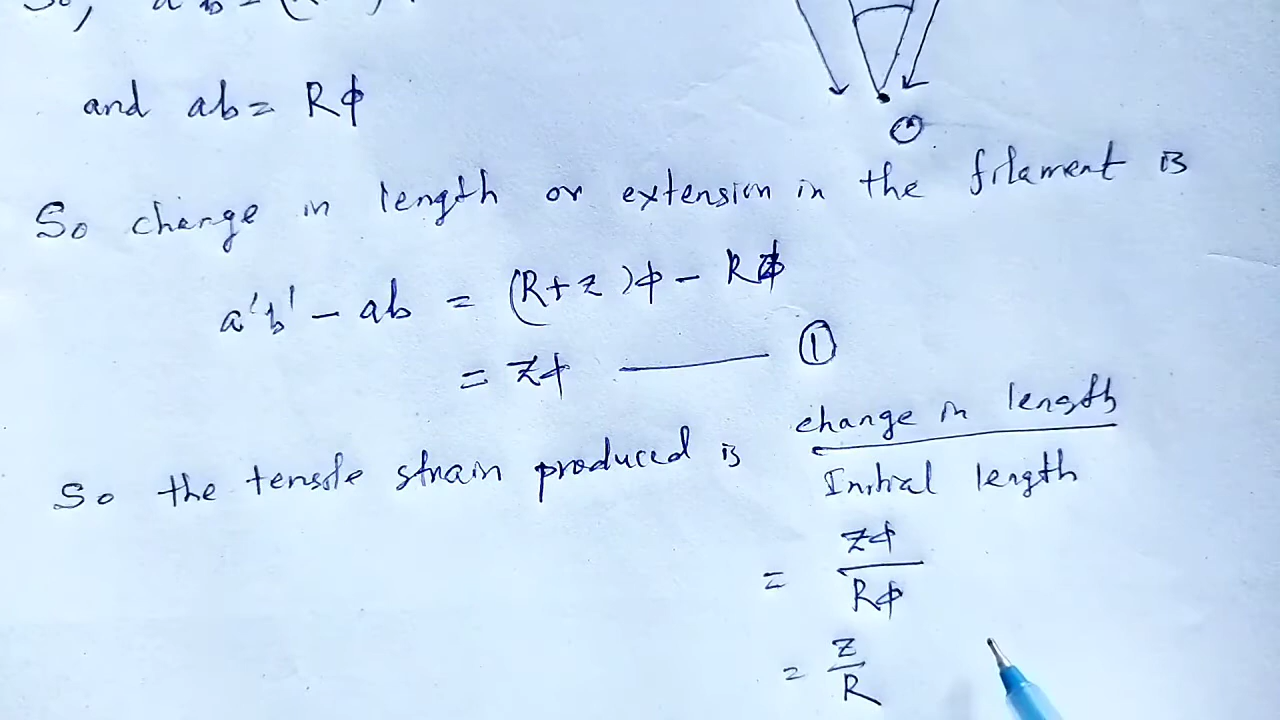 So, a'b' = (R
and ab = Rφ
So change in length or extension in the filament is
a'b' - ab = (R+z)φ - Rφ
= zφ ——— ①
So the tensile strain produced is change in length / Initial length
= zφ / Rφ
= z / R